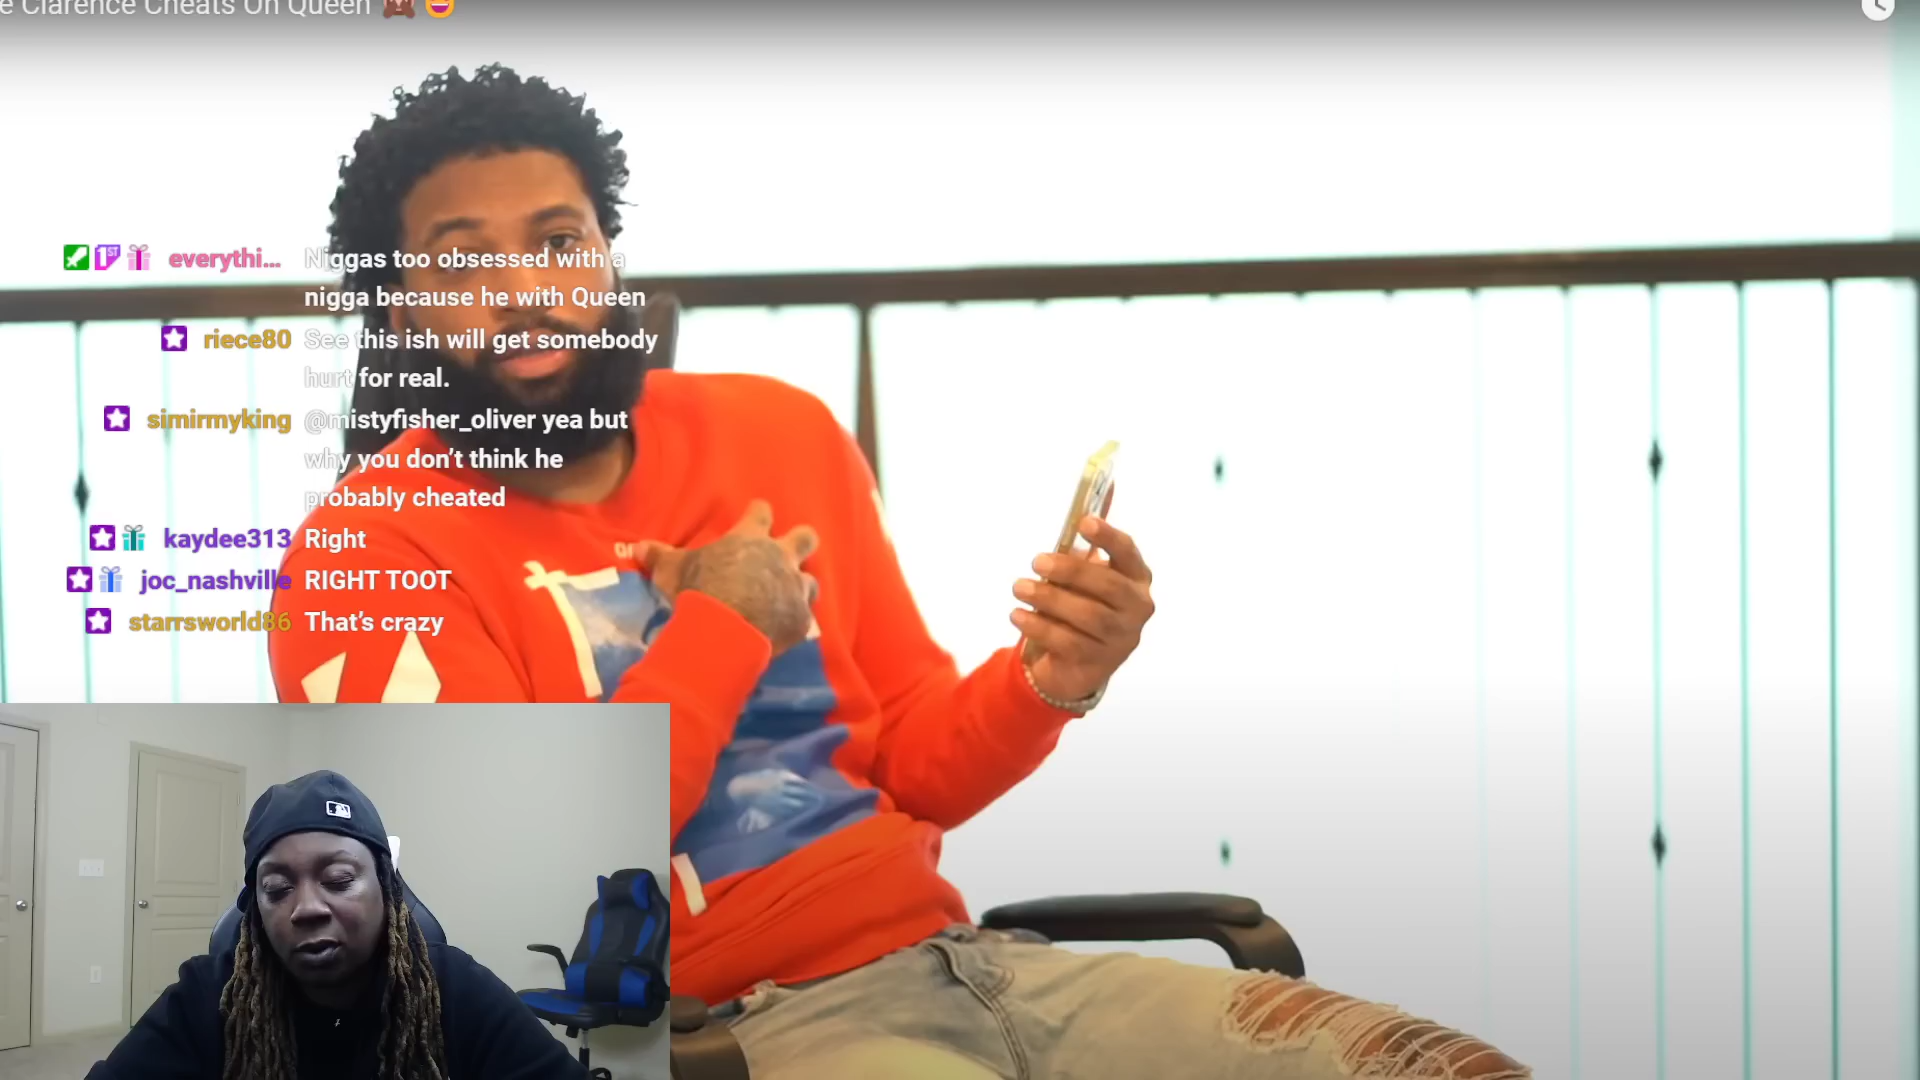 e Clarence Cheats On Queen 🙈😄
everythi... Niggas too obsessed with a
nigga because he with Queen
riece80 See this ish will get somebody
hurt for real.
simirmyking @mistyfisher_oliver yea but
why you don’t think he
probably cheated
kaydee313 Right
joc_nashville RIGHT TOOT
starrsworld86 That’s crazy